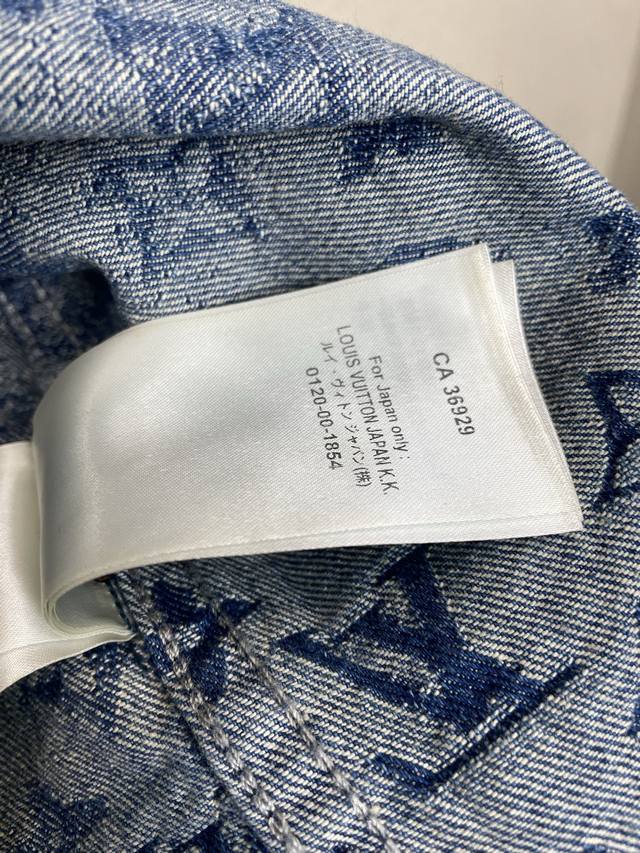 CA 36929
For Japan only :
LOUIS VUITTON JAPAN K.K.
ルイ・ヴィトン ジャパン(株)
0120-00-1854